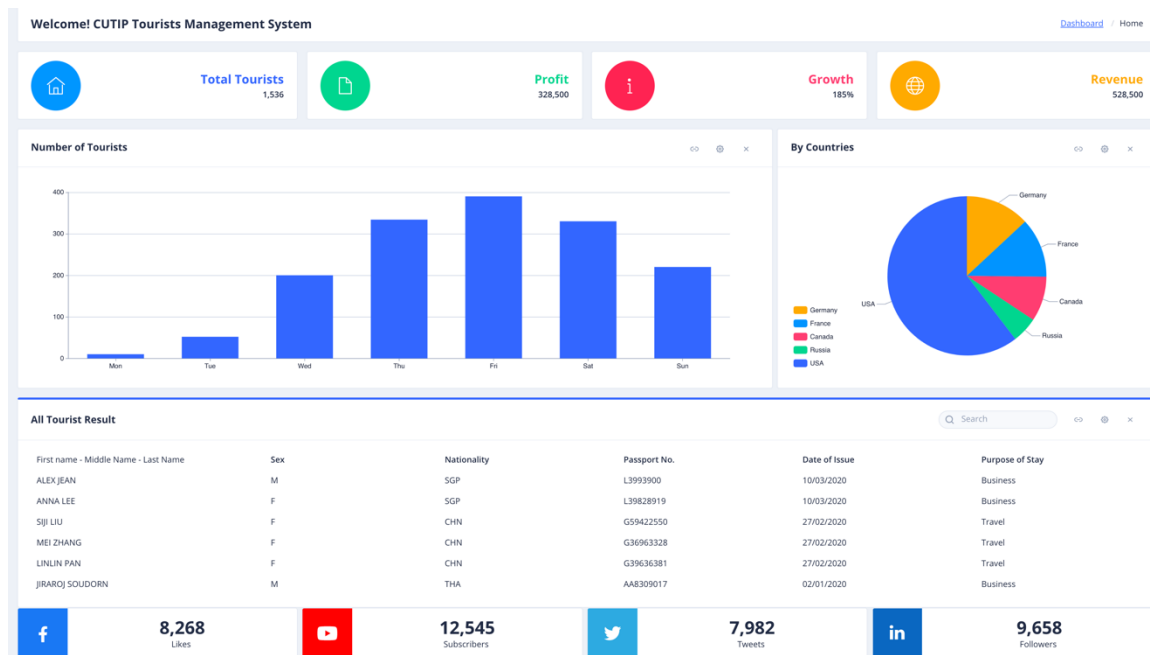 Welcome! CUTIP Tourists Management System
Dashboard / Home
Total Tourists
1,536
Profit
328,500
Growth
185%
Revenue
528,500
Number of Tourists
By Countries
400
300
200
100
0
Mon Tue Wed Thu Fri Sat Sun
Germany
France
Canada
Russia
USA
Germany
France
Canada
Russia
USA
All Tourist Result
Search
First name - Middle Name - Last Name Sex Nationality Passport No. Date of Issue Purpose of Stay
ALEX JEAN M SGP L3993900 10/03/2020 Business
ANNA LEE F SGP L39828919 10/03/2020 Business
SIJI LIU F CHN G59422550 27/02/2020 Travel
MEI ZHANG F CHN G36963328 27/02/2020 Travel
LINLIN PAN F CHN G39636381 27/02/2020 Travel
JIRAROJ SOUDORN M THA AA8309017 02/01/2020 Business
8,268
Likes
12,545
Subscribers
7,982
Tweets
9,658
Followers